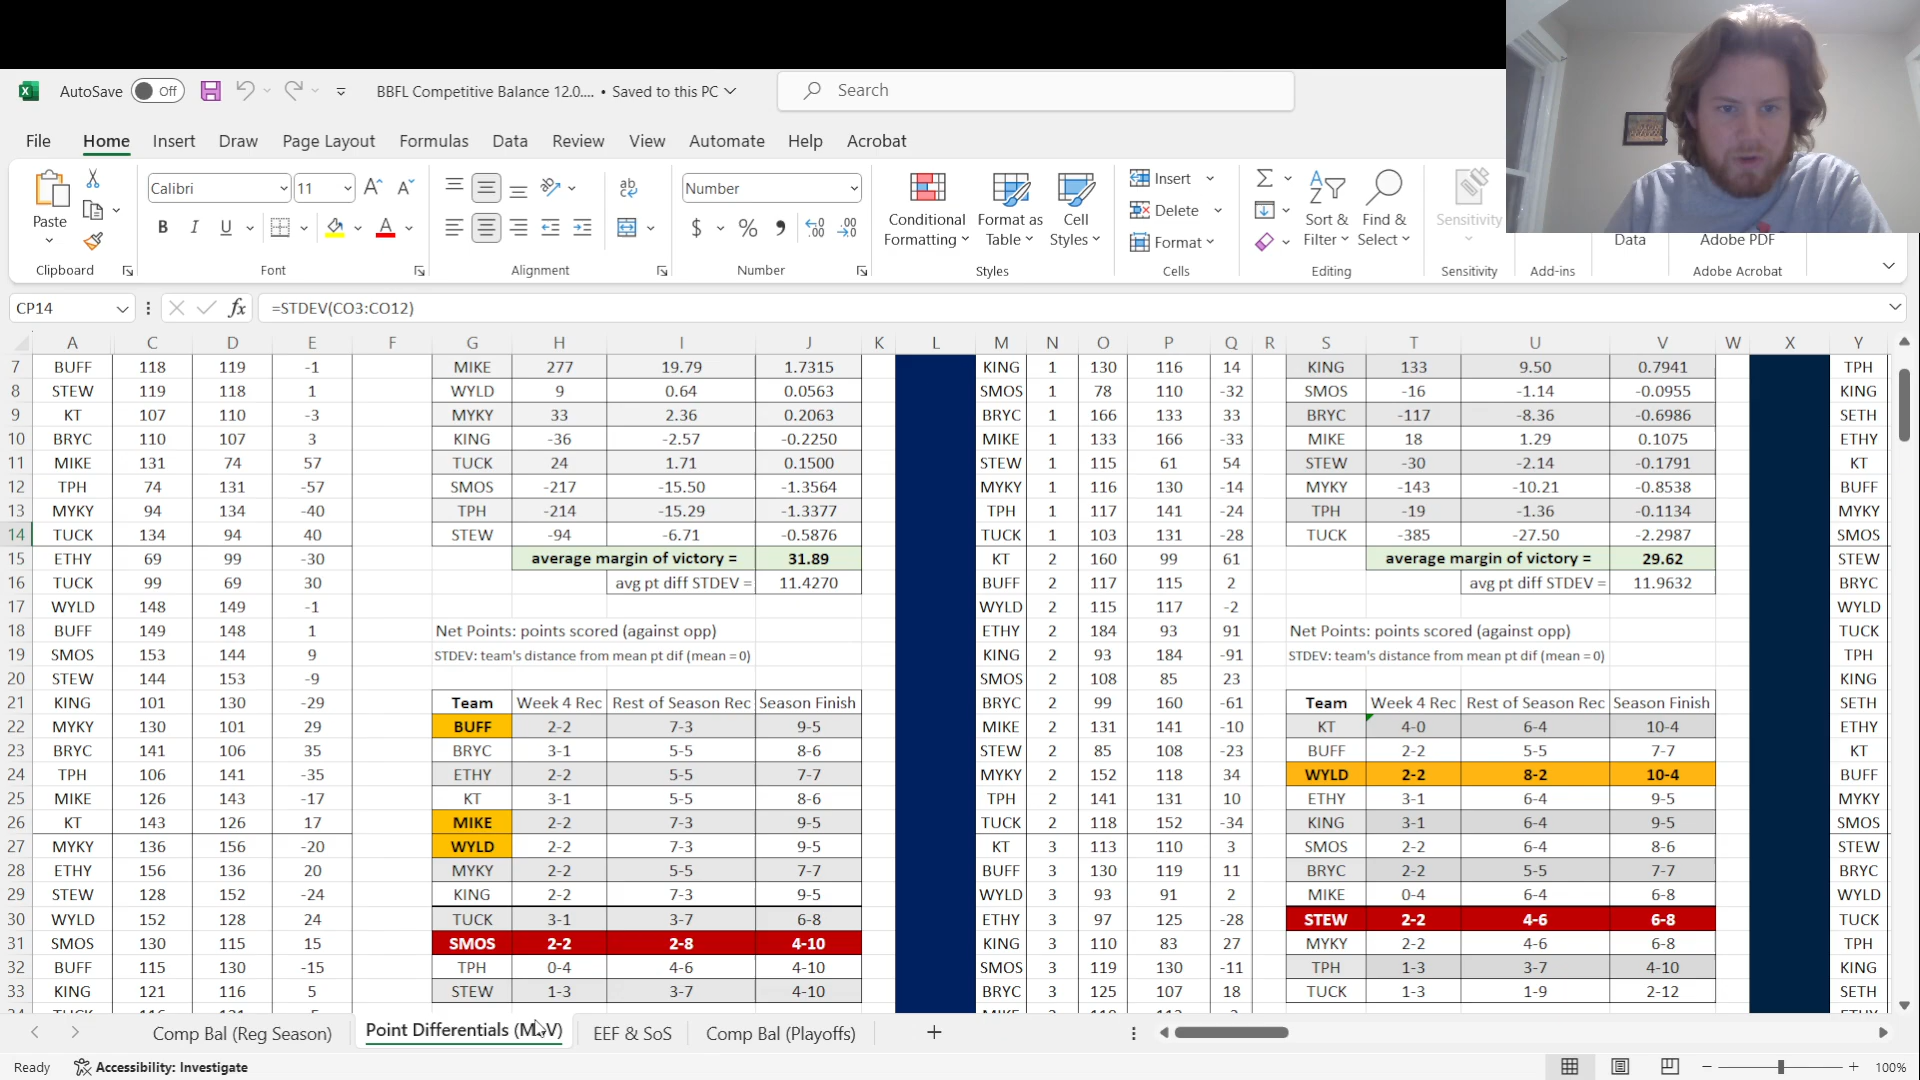 AutoSave Off BBFL Competitive Balance 12.0.... • Saved to this PC Search
File Home Insert Draw Page Layout Formulas Data Review View Automate Help Acrobat
Paste Calibri 11 B I U ab Number $ % Conditional Formatting Format as Table Cell Styles Insert Delete Format Sort & Filter Find & Select Sensitivity Data Adobe PDF
Clipboard Font Alignment Number Styles Cells Editing Sensitivity Add-ins Adobe Acrobat
CP14 fx =STDEV(CO3:CO12)
A C D E F G H I J K L M N O P Q R S T U V W X Y
7 BUFF 118 119 -1 MIKE 277 19.79 1.7315 KING 1 130 116 14 KING 133 9.50 0.7941 TPH
8 STEW 119 118 1 WYLD 9 0.64 0.0563 SMOS 1 78 110 -32 SMOS -16 -1.14 -0.0955 KING
9 KT 107 110 -3 MYKY 33 2.36 0.2063 BRYC 1 166 133 33 BRYC -117 -8.36 -0.6986 SETH
10 BRYC 110 107 3 KING -36 -2.57 -0.2250 MIKE 1 133 166 -33 MIKE 18 1.29 0.1075 ETHY
11 MIKE 131 74 57 TUCK 24 1.71 0.1500 STEW 1 115 61 54 STEW -30 -2.14 -0.1791 KT
12 TPH 74 131 -57 SMOS -217 -15.50 -1.3564 MYKY 1 116 130 -14 MYKY -143 -10.21 -0.8538 BUFF
13 MYKY 94 134 -40 TPH -214 -15.29 -1.3377 TPH 1 117 141 -24 TPH -19 -1.36 -0.1134 MYKY
14 TUCK 134 94 40 STEW -94 -6.71 -0.5876 TUCK 1 103 131 -28 TUCK -385 -27.50 -2.2987 SMOS
15 ETHY 69 99 -30 average margin of victory = 31.89 KT 2 160 99 61 average margin of victory = 29.62 STEW
16 TUCK 99 69 30 avg pt diff STDEV = 11.4270 BUFF 2 117 115 2 avg pt diff STDEV = 11.9632 BRYC
17 WYLD 148 149 -1 WYLD 2 115 117 -2 WYLD
18 BUFF 149 148 1 Net Points: points scored (against opp) ETHY 2 184 93 91 Net Points: points scored (against opp) TUCK
19 SMOS 153 144 9 STDEV: team's distance from mean pt dif (mean = 0) KING 2 93 184 -91 STDEV: team's distance from mean pt dif (mean = 0) TPH
20 STEW 144 153 -9 SMOS 2 108 85 23 KING
21 KING 101 130 -29 Team Week 4 Rec Rest of Season Rec Season Finish BRYC 2 99 160 -61 Team Week 4 Rec Rest of Season Rec Season Finish SETH
22 MYKY 130 101 29 BUFF 2-2 7-3 9-5 MIKE 2 131 141 -10 KT 4-0 6-4 10-4 ETHY
23 BRYC 141 106 35 BRYC 3-1 5-5 8-6 STEW 2 85 108 -23 BUFF 2-2 5-5 7-7 KT
24 TPH 106 141 -35 ETHY 2-2 5-5 7-7 MYKY 2 152 118 34 WYLD 2-2 8-2 10-4 BUFF
25 MIKE 126 143 -17 KT 3-1 5-5 8-6 TPH 2 141 131 10 ETHY 3-1 6-4 9-5 MYKY
26 KT 143 126 17 MIKE 2-2 7-3 9-5 TUCK 2 118 152 -34 KING 3-1 6-4 9-5 SMOS
27 MYKY 136 156 -20 WYLD 2-2 7-3 9-5 KT 3 113 110 3 SMOS 2-2 6-4 8-6 STEW
28 ETHY 156 136 20 MYKY 2-2 5-5 7-7 BUFF 3 130 119 11 BRYC 2-2 5-5 7-7 BRYC
29 STEW 128 152 -24 KING 2-2 7-3 9-5 WYLD 3 93 91 2 MIKE 0-4 6-4 6-8 WYLD
30 WYLD 152 128 24 TUCK 3-1 3-7 6-8 ETHY 3 97 125 -28 STEW 2-2 4-6 6-8 TUCK
31 SMOS 130 115 15 SMOS 2-2 2-8 4-10 KING 3 110 83 27 MYKY 2-2 4-6 6-8 TPH
32 BUFF 115 130 -15 TPH 0-4 4-6 4-10 SMOS 3 119 130 -11 TPH 1-3 3-7 4-10 KING
33 KING 121 116 5 STEW 1-3 3-7 4-10 BRYC 3 125 107 18 TUCK 1-3 1-9 2-12 SETH
Comp Bal (Reg Season) Point Differentials (MoV) EEF & SoS Comp Bal (Playoffs)
Ready Accessibility: Investigate 100%